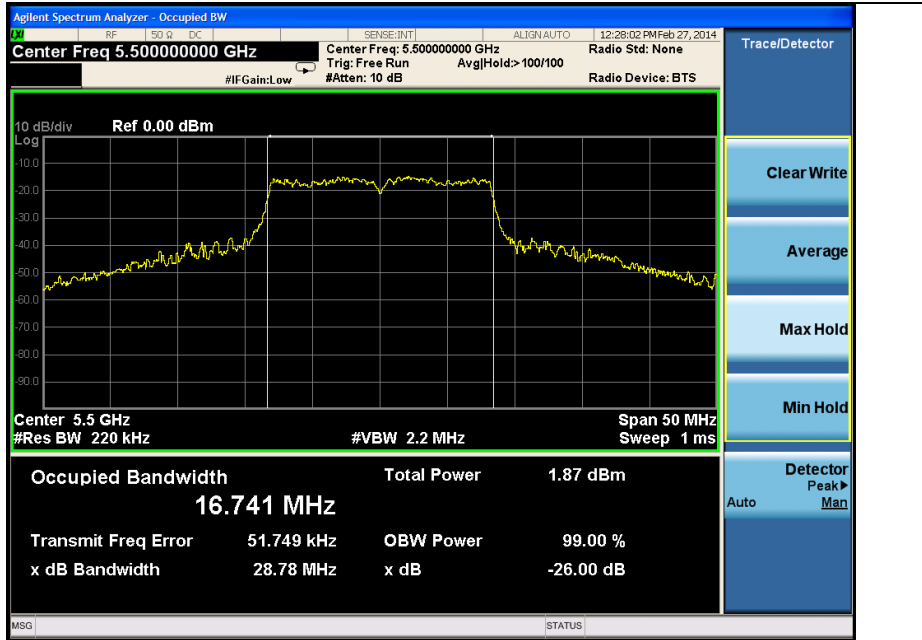 Agilent Spectrum Analyzer - Occupied BW
LXI RF 50 Ω DC SENSE:INT ALIGN AUTO 12:28:02 PM Feb 27, 2014
Center Freq 5.500000000 GHz
Center Freq: 5.500000000 GHz
Radio Std: None
Trig: Free Run Avg|Hold:>100/100
#IFGain:Low
#Atten: 10 dB
Radio Device: BTS
Trace/Detector
10 dB/div Ref 0.00 dBm
Log
-10.0
-20.0
-30.0
-40.0
-50.0
-60.0
-70.0
-80.0
-90.0
Clear Write
Average
Max Hold
Min Hold
Center 5.5 GHz Span 50 MHz
#Res BW 220 kHz #VBW 2.2 MHz Sweep 1 ms
Occupied Bandwidth Total Power 1.87 dBm
16.741 MHz
Transmit Freq Error 51.749 kHz OBW Power 99.00 %
x dB Bandwidth 28.78 MHz x dB -26.00 dB
Detector
Peak▶
Auto Man
MSG STATUS